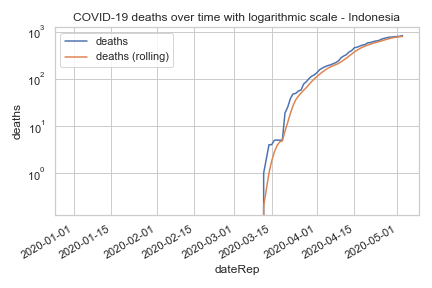 COVID-19 deaths over time with logarithmic scale - Indonesia
deaths
deaths (rolling)
10³
10²
10¹
10⁰
deaths
2020-01-01
2020-01-15
2020-02-01
2020-02-15
2020-03-01
2020-03-15
2020-04-01
2020-04-15
2020-05-01
dateRep